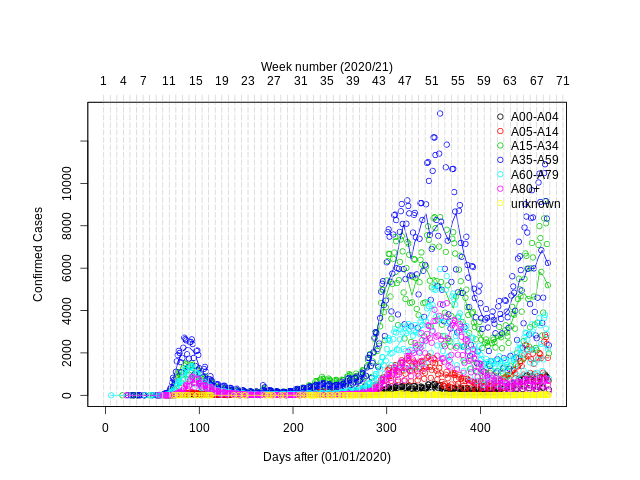 Week number (2020/21)
1 4 7 11 15 19 23 27 31 35 39 43 47 51 55 59 63 67 71
A00-A04
A05-A14
A15-A34
A35-A59
A60-A79
A80+
unknown
Confirmed Cases
0 2000 4000 6000 8000 10000
0 100 200 300 400
Days after (01/01/2020)